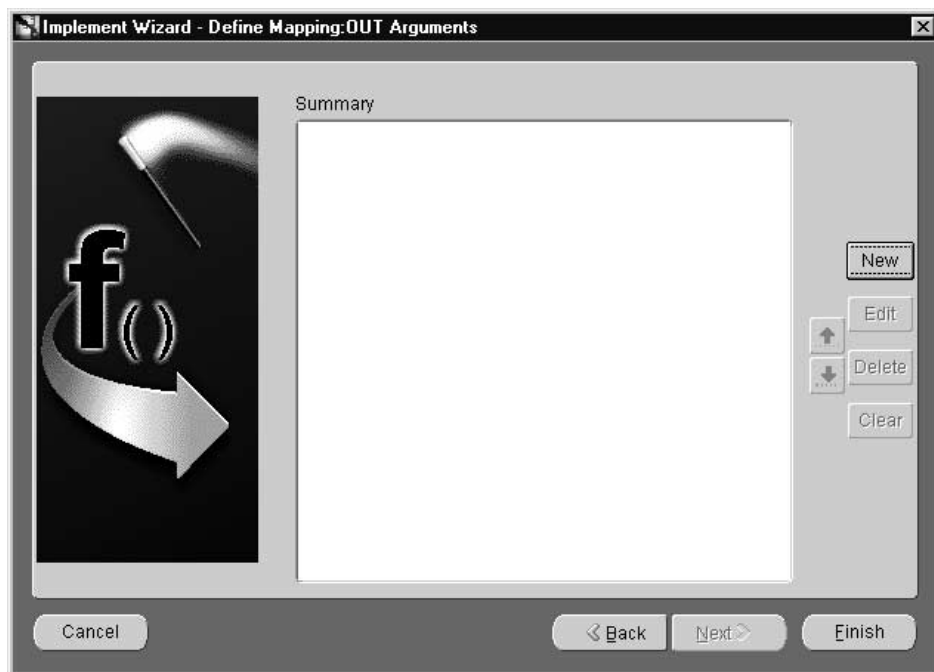 Implement Wizard - Define Mapping:OUT Arguments
Summary
f()
New
Edit
Delete
Clear
Cancel
Back
Next
Finish